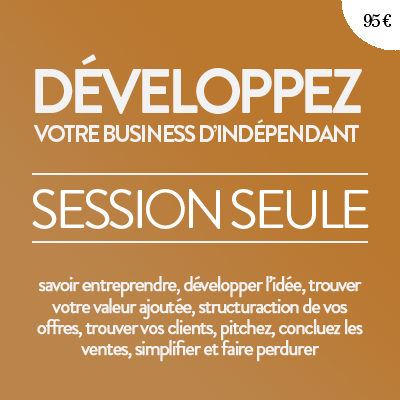 95 €
DÉVELOPPEZ
VOTRE BUSINESS D'INDÉPENDANT
SESSION SEULE
savoir entreprendre, développer l'idée, trouver
votre valeur ajoutée, structuraction de vos
offres, trouver vos clients, pitchez, concluez les
ventes, simplifier et faire perdurer